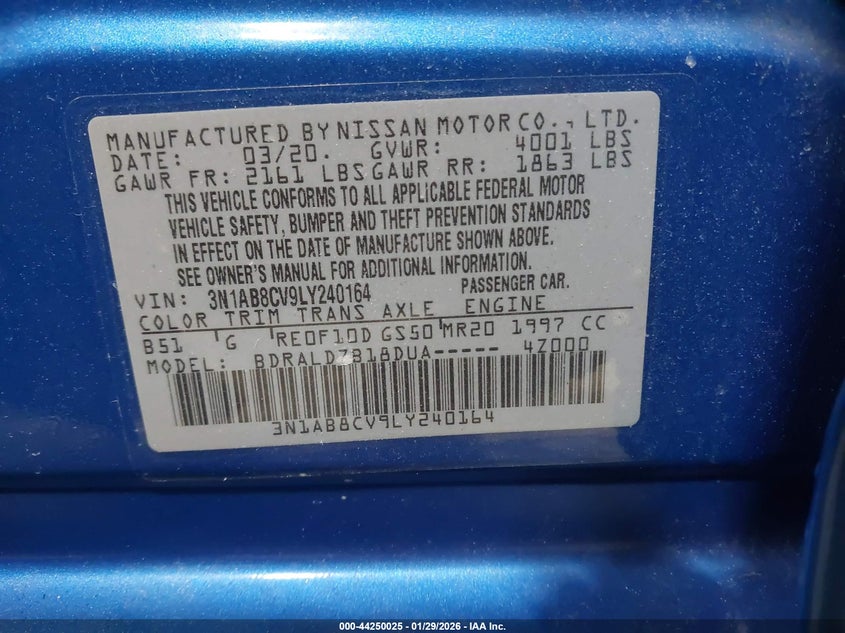 MANUFACTURED BY NISSAN MOTOR CO., LTD.
DATE: 03/20. GVWR: 4001 LBS
GAWR FR: 2161 LBS GAWR RR: 1863 LBS
THIS VEHICLE CONFORMS TO ALL APPLICABLE FEDERAL MOTOR
VEHICLE SAFETY, BUMPER AND THEFT PREVENTION STANDARDS
IN EFFECT ON THE DATE OF MANUFACTURE SHOWN ABOVE.
SEE OWNER'S MANUAL FOR ADDITIONAL INFORMATION.
VIN: 3N1AB8CV9LY240164 PASSENGER CAR.
COLOR TRIM TRANS AXLE ENGINE
B51 G RE0F10D GS50 MR20 1997 CC
MODEL: BDRALDZB18DUA----- 4Z000
3N1AB8CV9LY240164
000-44250025 - 01/29/2026 - IAA Inc.